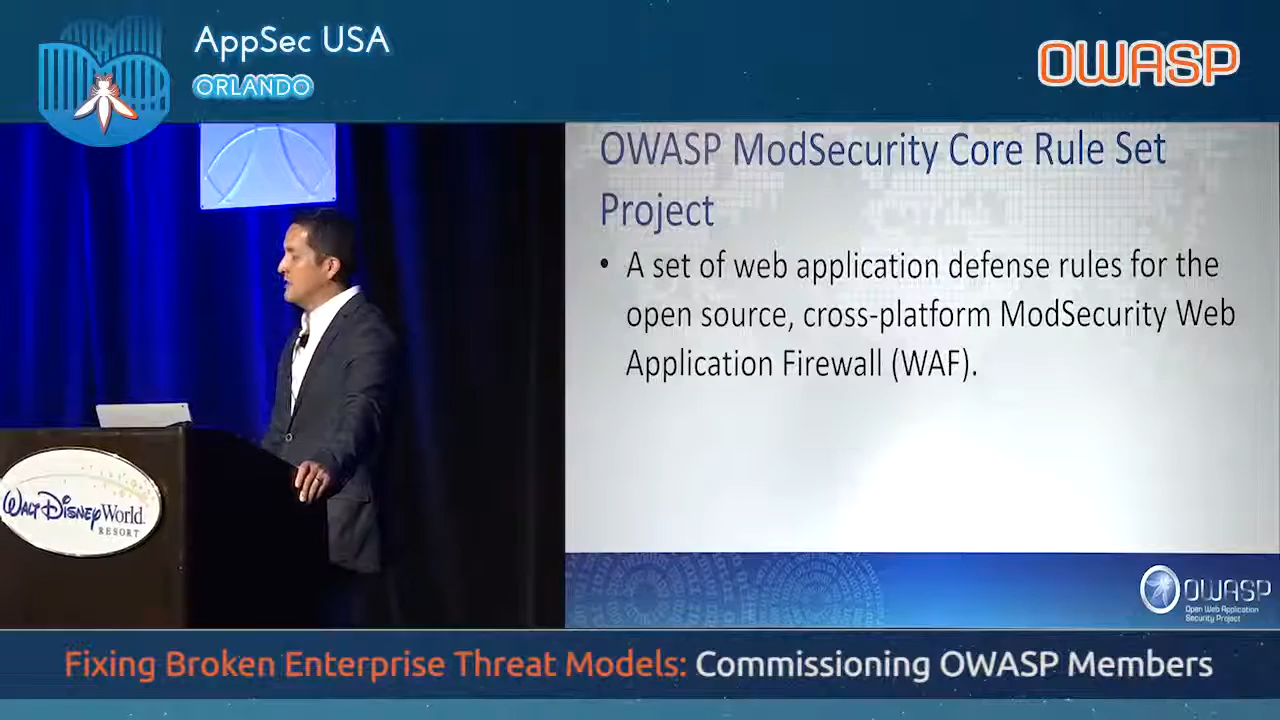 AppSec USA
ORLANDO
OWASP
OWASP ModSecurity Core Rule Set
Project
• A set of web application defense rules for the
open source, cross-platform ModSecurity Web
Application Firewall (WAF).
WALT DISNEY World
RESORT
OWASP
Open Web Application
Security Project
Fixing Broken Enterprise Threat Models: Commissioning OWASP Members